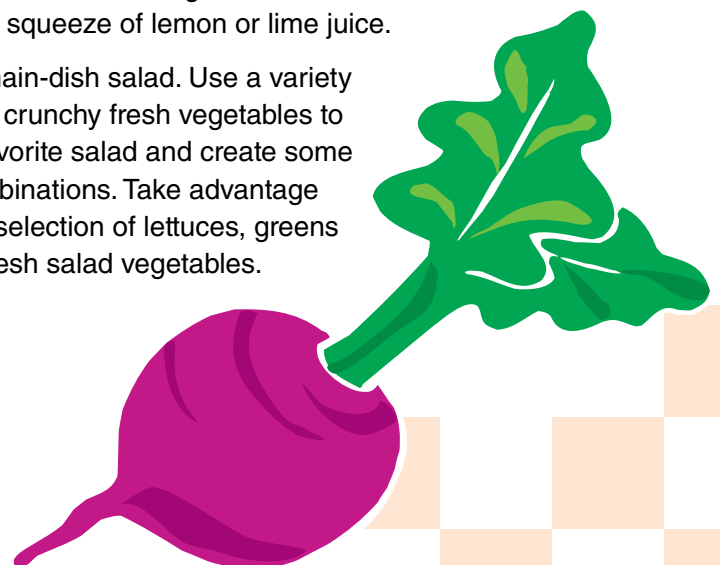 squeeze of lemon or lime juice.
ain-dish salad. Use a variety
crunchy fresh vegetables to
vorite salad and create some
binations. Take advantage
selection of lettuces, greens
esh salad vegetables.